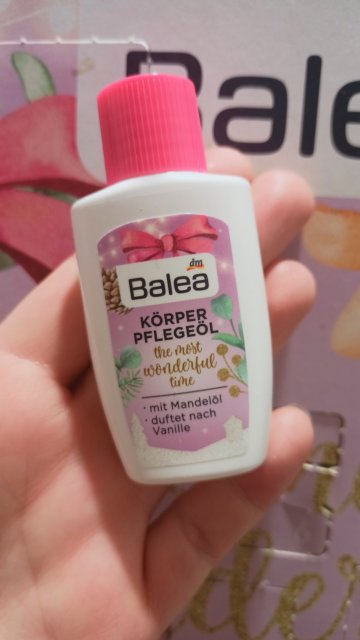 Bale
dm
Balea
KÖRPER
PFLEGEÖL
the most
wonderful
time
· mit Mandelöl
· duftet nach
Vanille